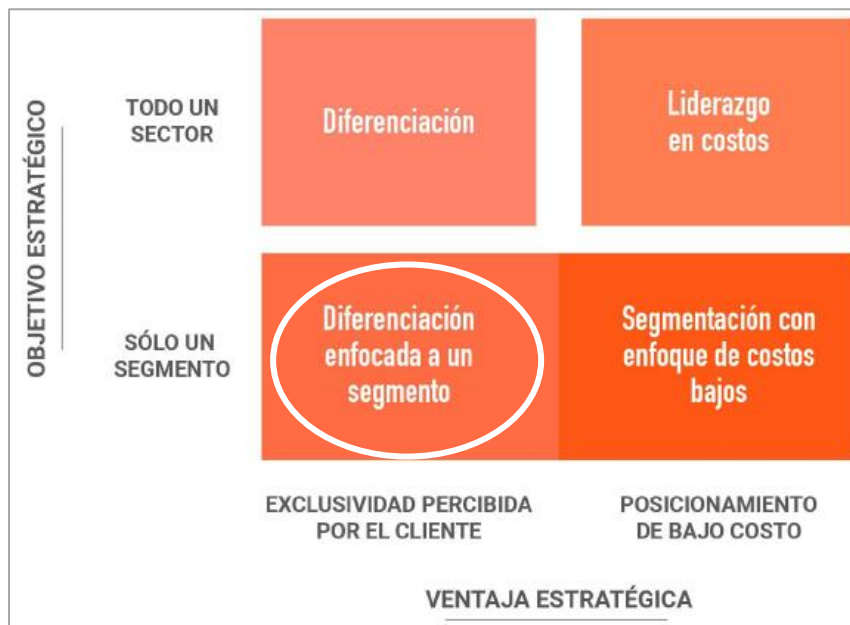 OBJETIVO ESTRATÉGICO
TODO UN
SECTOR
Diferenciación
Liderazgo
en costos
SÓLO UN
SEGMENTO
Diferenciación
enfocada a un
segmento
Segmentación con
enfoque de costos
bajos
EXCLUSIVIDAD PERCIBIDA
POR EL CLIENTE
POSICIONAMIENTO
DE BAJO COSTO
VENTAJA ESTRATÉGICA